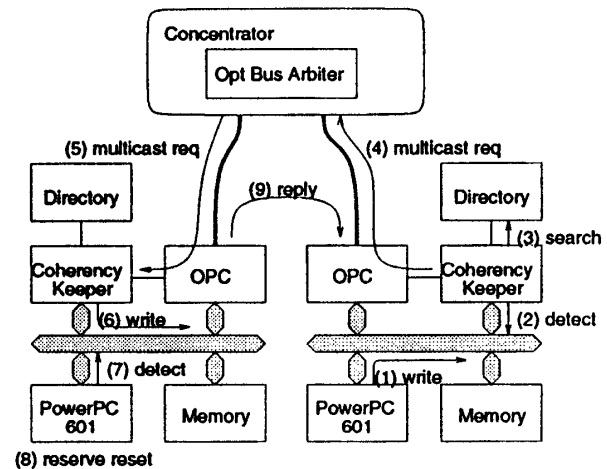 Concentrator
Opt Bus Arbiter
(5) multicast req
(4) multicast req
Directory
(9) reply
Directory
(3) search
Coherency
Keeper
OPC
OPC
Coherency
Keeper
(6) write
(2) detect
(7) detect
(1) write
PowerPC
601
Memory
PowerPC
601
Memory
(8) reserve reset